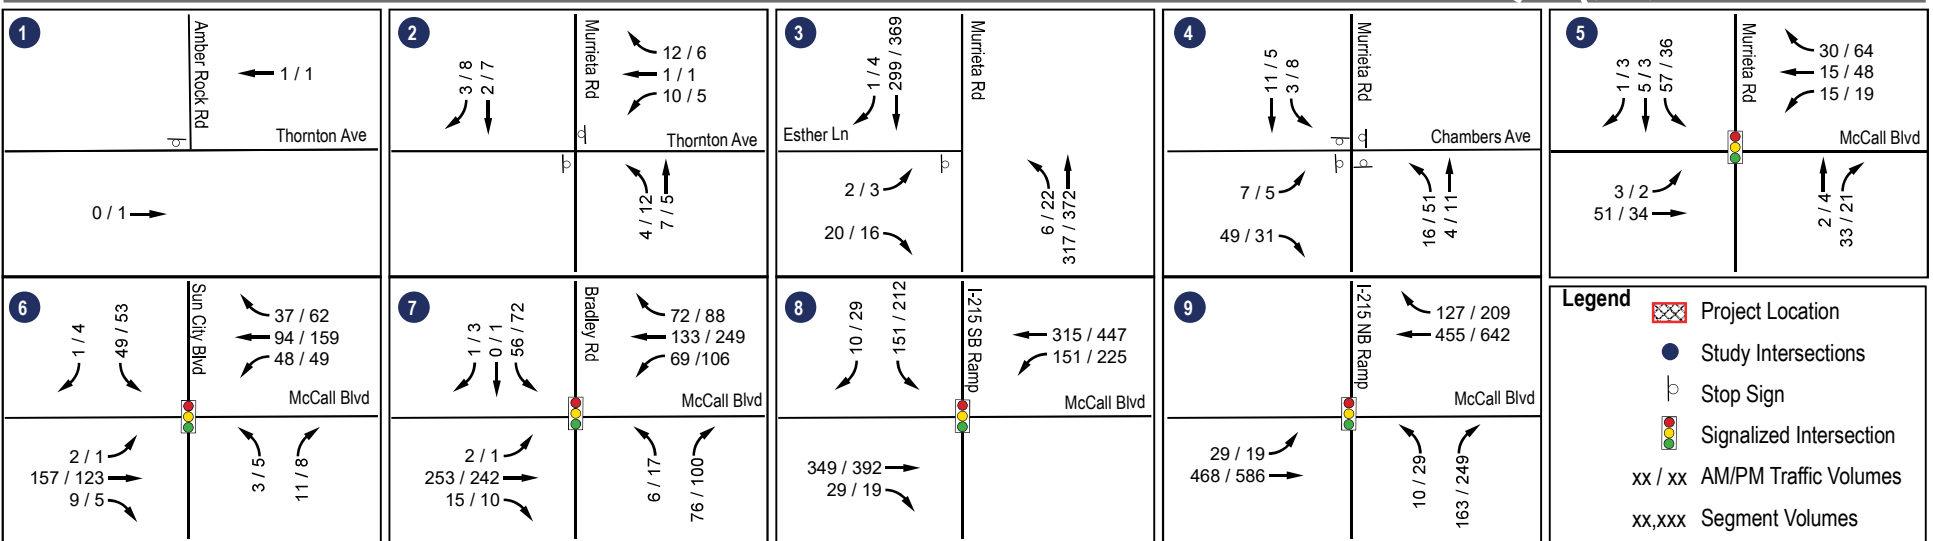 1
Amber Rock Rd
1 / 1
Thornton Ave
0 / 1
2
3 / 8
2 / 7
Murrieta Rd
12 / 6
1 / 1
10 / 5
Thornton Ave
4 / 12
7 / 5
3
1 / 4
299 / 369
Murrieta Rd
Esther Ln
2 / 3
20 / 16
6 / 22
317 / 372
4
11 / 5
3 / 8
Murrieta Rd
Chambers Ave
7 / 5
49 / 31
16 / 51
4 / 11
5
1 / 3
5 / 3
57 / 36
Murrieta Rd
30 / 64
15 / 48
15 / 19
McCall Blvd
3 / 2
51 / 34
2 / 4
33 / 21
6
1 / 4
49 / 53
Sun City Blvd
37 / 62
94 / 159
48 / 49
McCall Blvd
2 / 1
157 / 123
9 / 5
3 / 5
11 / 8
7
1 / 3
0 / 1
56 / 72
Bradley Rd
72 / 88
133 / 249
69 /106
McCall Blvd
2 / 1
253 / 242
15 / 10
6 / 17
76 / 100
8
10 / 29
151 / 212
I-215 SB Ramp
315 / 447
151 / 225
McCall Blvd
349 / 392
29 / 19
9
I-215 NB Ramp
127 / 209
455 / 642
McCall Blvd
29 / 19
468 / 586
10 / 29
163 / 249
Legend
Project Location
Study Intersections
Stop Sign
Signalized Intersection
xx / xx AM/PM Traffic Volumes
xx,xxx Segment Volumes